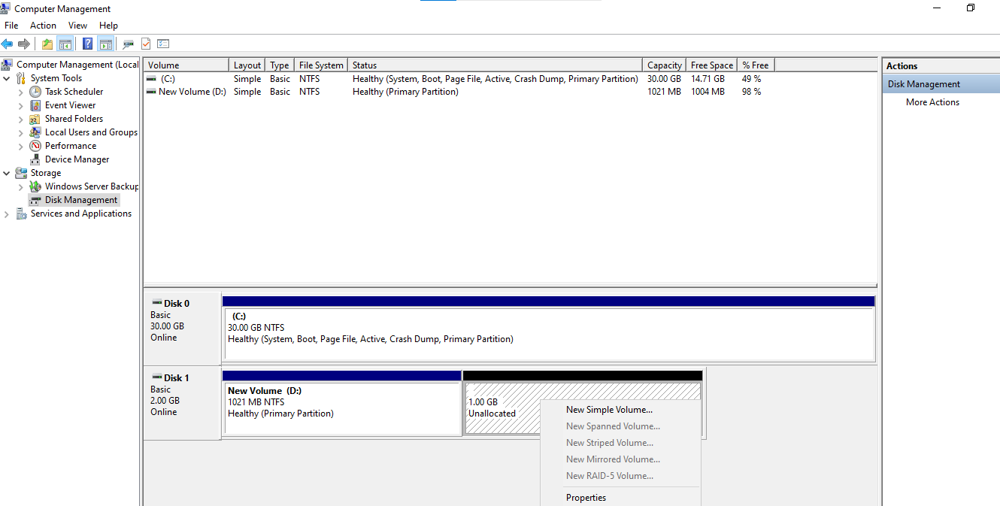 Computer Management
File Action View Help
Computer Management (Local
System Tools
Task Scheduler
Event Viewer
Shared Folders
Local Users and Groups
Performance
Device Manager
Storage
Windows Server Backup
Disk Management
Services and Applications
Volume Layout Type File System Status Capacity Free Space % Free
(C:) Simple Basic NTFS Healthy (System, Boot, Page File, Active, Crash Dump, Primary Partition) 30.00 GB 14.71 GB 49 %
New Volume (D:) Simple Basic NTFS Healthy (Primary Partition) 1021 MB 1004 MB 98 %
Disk 0
Basic
30.00 GB
Online
(C:)
30.00 GB NTFS
Healthy (System, Boot, Page File, Active, Crash Dump, Primary Partition)
Disk 1
Basic
2.00 GB
Online
New Volume (D:)
1021 MB NTFS
Healthy (Primary Partition)
1.00 GB
Unallocated
New Simple Volume...
New Spanned Volume...
New Striped Volume...
New Mirrored Volume...
New RAID-5 Volume...
Properties
Actions
Disk Management
More Actions